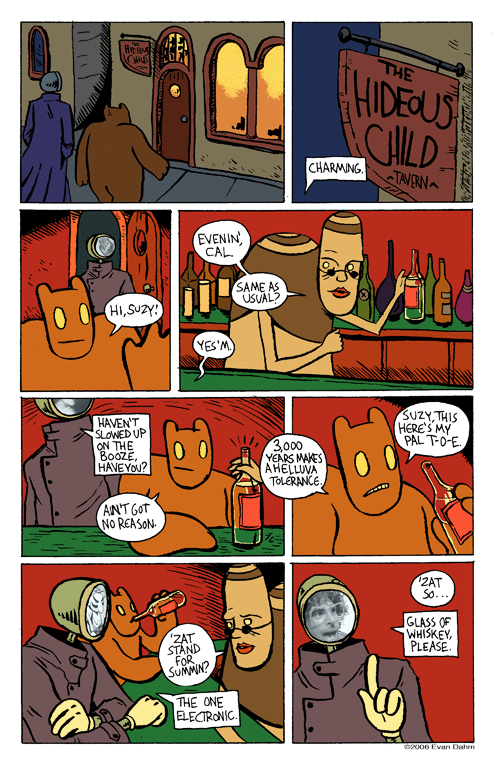 THE
HIDEOUS
CHILD
THE
HIDEOUS
CHILD
TAVERN
CHARMING.
HI, SUZY!
EVENIN',
CAL.
SAME AS
USUAL?
YES'M.
HAVEN'T
SLOWED UP
ON THE
BOOZE,
HAVE YOU?
AIN'T GOT
NO REASON.
3,000
YEARS MAKES
A HELLUVA
TOLERANCE.
SUZY, THIS
HERE'S MY
PAL T-O-E.
'ZAT
STAND
FOR
SUMMIN?
THE ONE
ELECTRONIC.
'ZAT
SO...
GLASS OF
WHISKEY,
PLEASE.
©2006 Evan Dahm